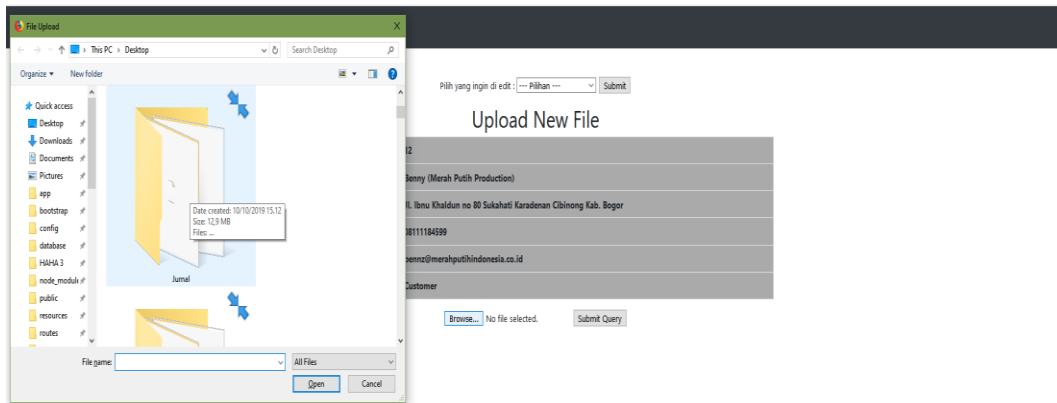 File Upload
X
This PC > Desktop
Search Desktop
Organize
New folder
Quick access
Desktop
Downloads
Documents
Pictures
app
bootstrap
config
database
HAHA 3
node_module
public
resources
routes
Date created: 10/10/2019 15.12
Size: 12,9 MB
Files: ...
Jurnal
File name:
All Files
Open
Cancel
Pilih yang ingin di edit : --- Pilihan --- Submit
Upload New File
12
Benny (Merah Putih Production)
Jl. Ibnu Khaldun no 80 Sukahati Karadenan Cibinong Kab. Bogor
08111184599
bennz@merahputihindonesia.co.id
Customer
Browse... No file selected. Submit Query